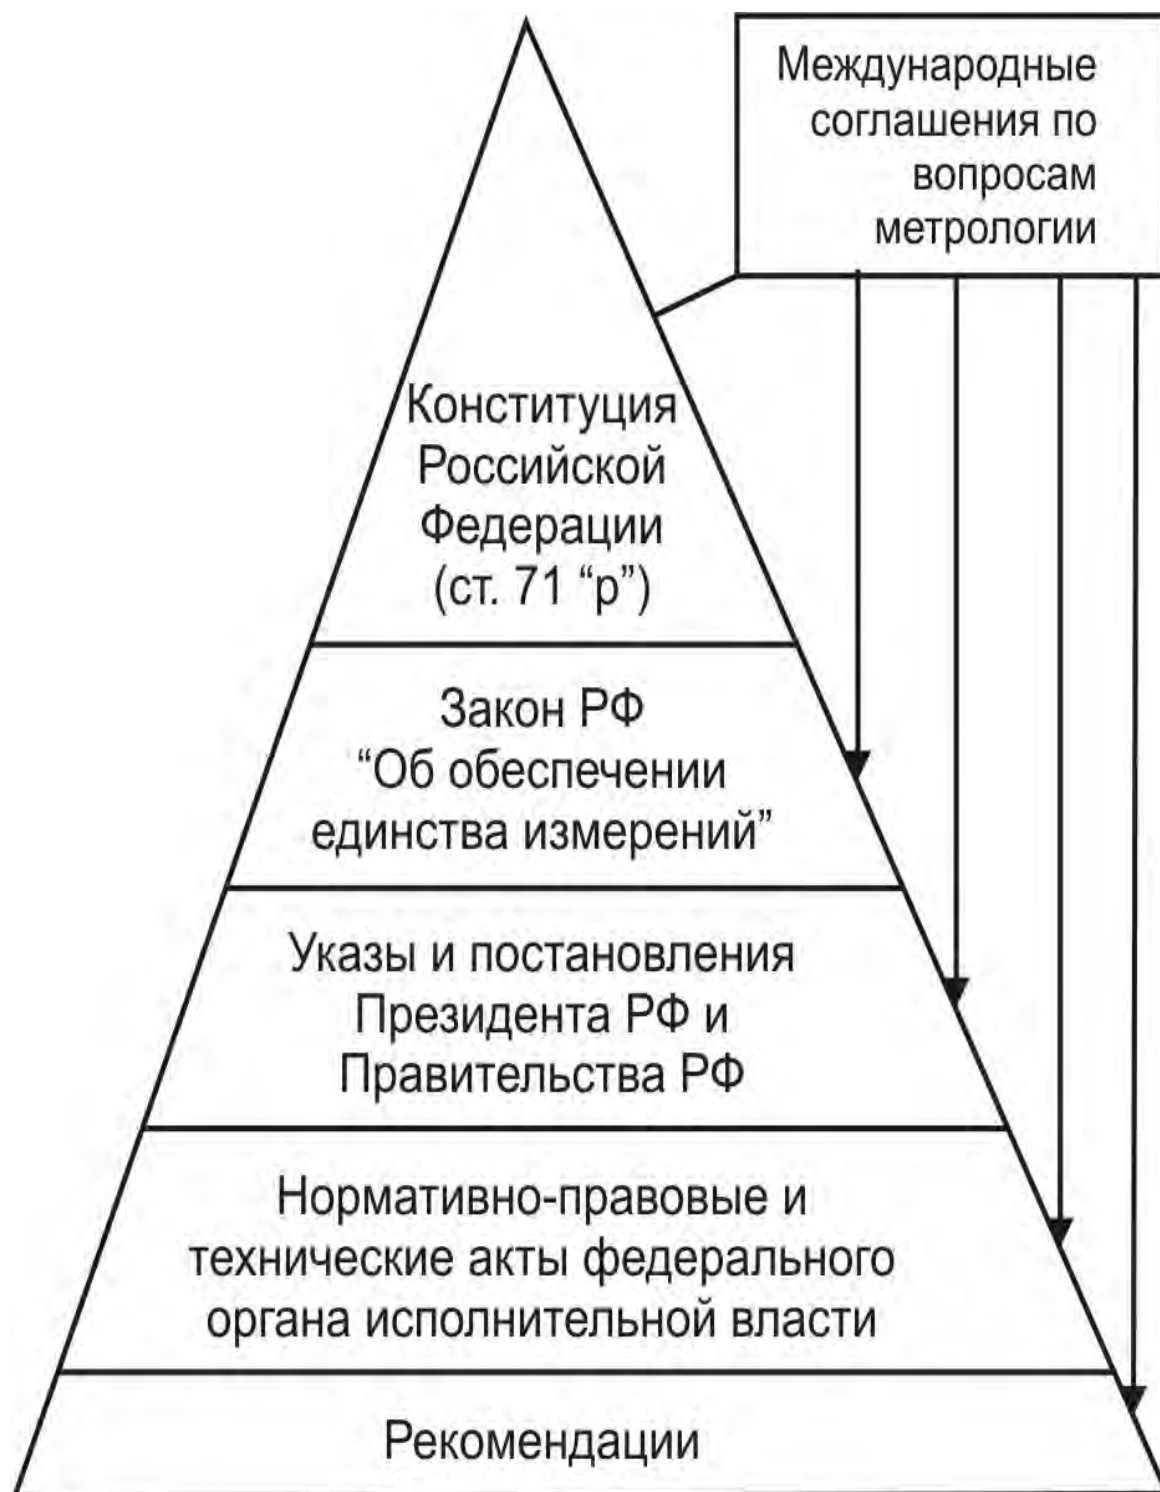 Международные
соглашения по
вопросам
метрологии
Конституция
Российской
Федерации
(ст. 71 “р”)
Закон РФ
“Об обеспечении
единства измерений”
Указы и постановления
Президента РФ и
Правительства РФ
Нормативно-правовые и
технические акты федерального
органа исполнительной власти
Рекомендации